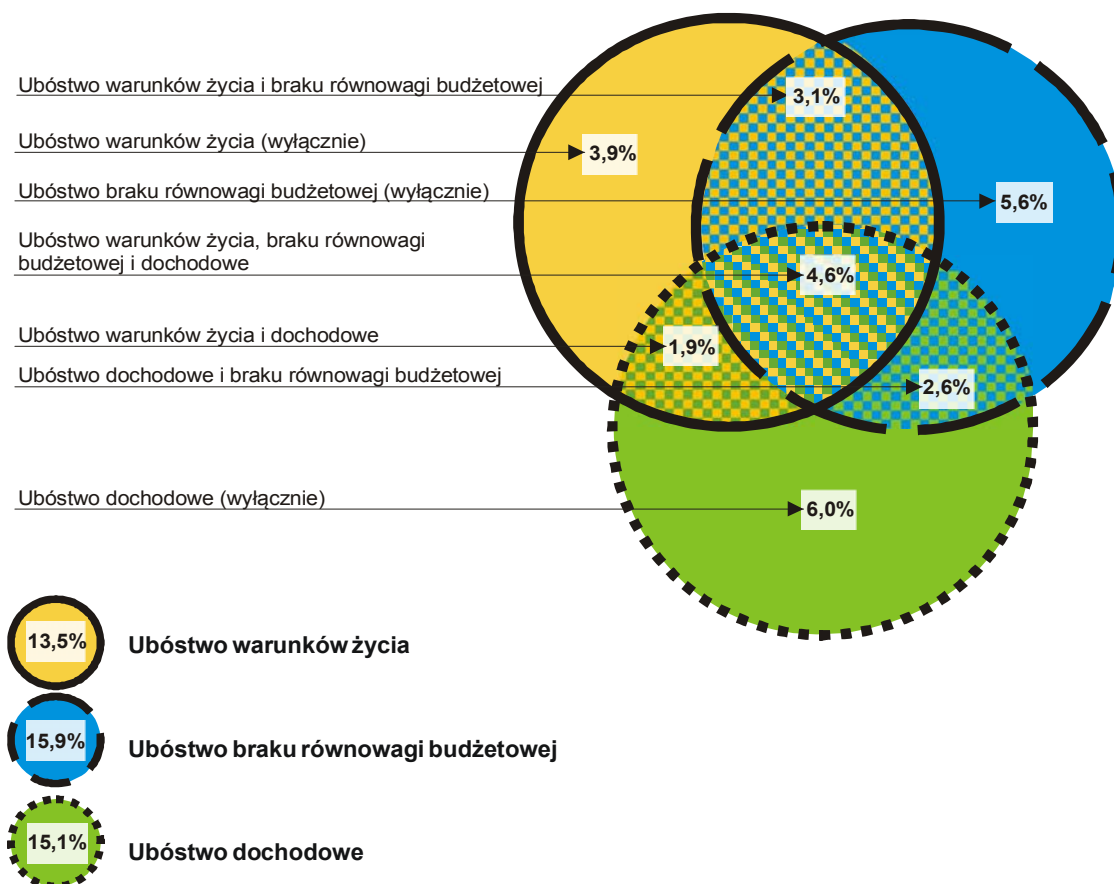 Ubóstwo warunków życia i braku równowagi budżetowej
3,1%
Ubóstwo warunków życia (wyłącznie)
3,9%
Ubóstwo braku równowagi budżetowej (wyłącznie)
5,6%
Ubóstwo warunków życia, braku równowagi
budżetowej i dochodowe
4,6%
Ubóstwo warunków życia i dochodowe
1,9%
Ubóstwo dochodowe i braku równowagi budżetowej
2,6%
Ubóstwo dochodowe (wyłącznie)
6,0%
13,5% Ubóstwo warunków życia
15,9% Ubóstwo braku równowagi budżetowej
15,1% Ubóstwo dochodowe